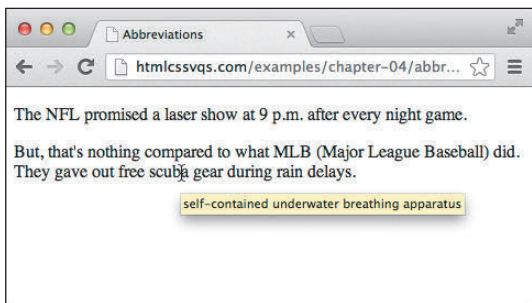 Abbreviations
htmlcssvqs.com/examples/chapter-04/abbr...
The NFL promised a laser show at 9 p.m. after every night game.
But, that's nothing compared to what MLB (Major League Baseball) did.
They gave out free scuba gear during rain delays.
self-contained underwater breathing apparatus